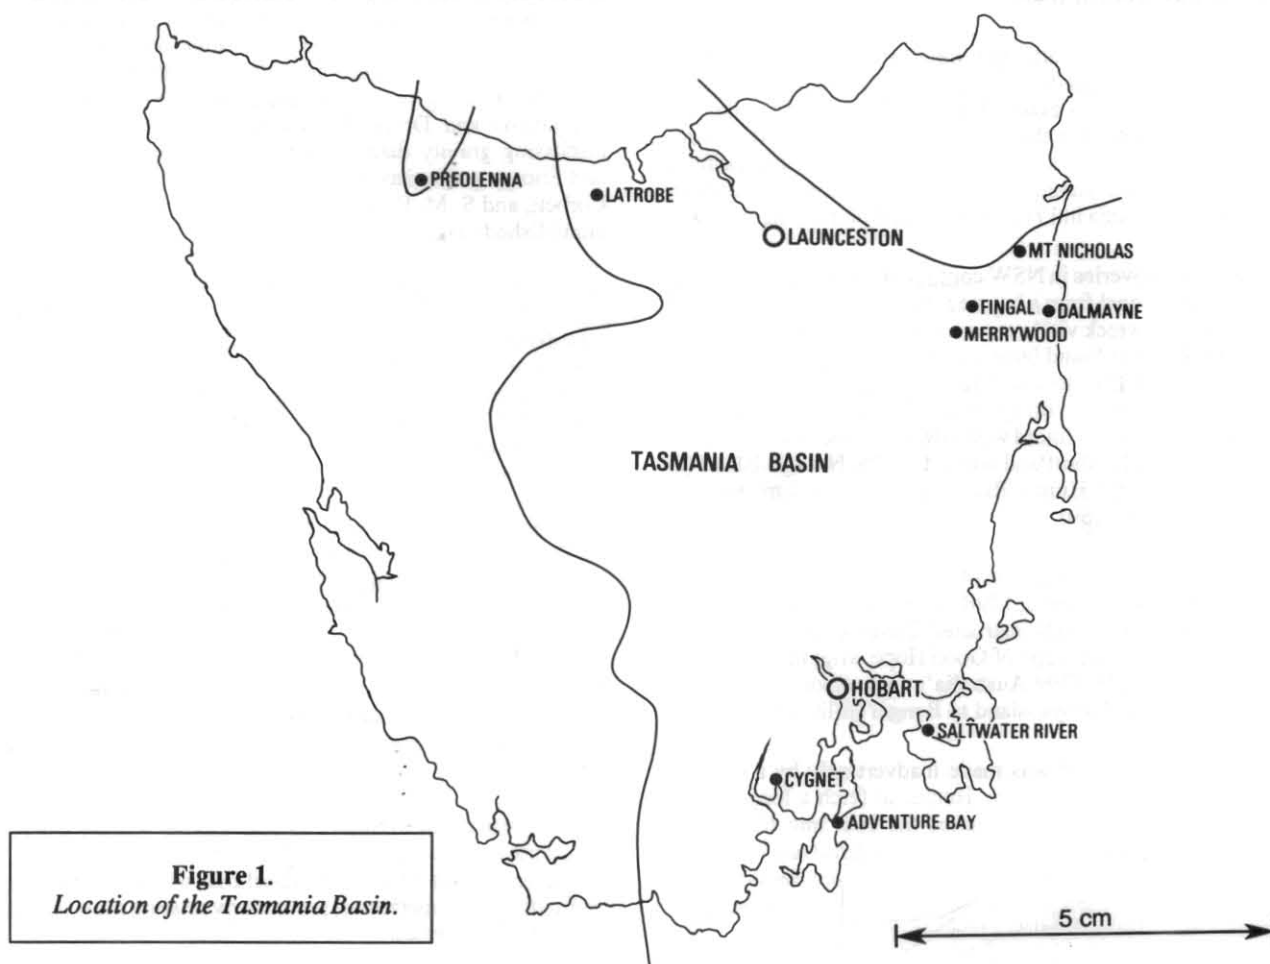 PREOLENNA
LATROBE
LAUNCESTON
MT NICHOLAS
FINGAL
DALMAYNE
MERRYWOOD
TASMANIA BASIN
HOBART
SALTWATER RIVER
CYGNET
ADVENTURE BAY
Figure 1.
Location of the Tasmania Basin.
5 cm